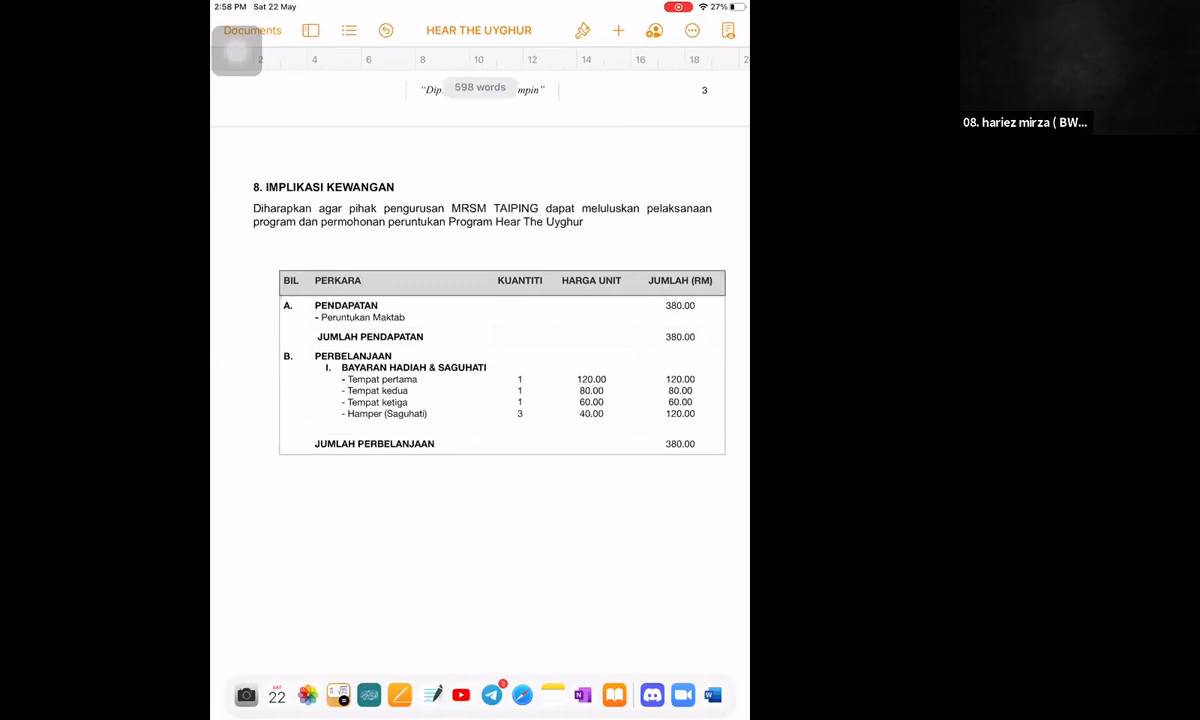 2:58 PM Sat 22 May
27%
Documents
HEAR THE UYGHUR
2 4 6 8 10 12 14 16 18 2
"Dip
598 words
mpin"
3
08. hariez mirza ( BW...
8. IMPLIKASI KEWANGAN
Diharapkan agar pihak pengurusan MRSM TAIPING dapat meluluskan pelaksanaan
program dan permohonan peruntukan Program Hear The Uyghur
BIL PERKARA KUANTITI HARGA UNIT JUMLAH (RM)
A. PENDAPATAN 380.00
- Peruntukan Maktab
JUMLAH PENDAPATAN 380.00
B. PERBELANJAAN
I. BAYARAN HADIAH & SAGUHATI
- Tempat pertama 1 120.00 120.00
- Tempat kedua 1 80.00 80.00
- Tempat ketiga 1 60.00 60.00
- Hamper (Saguhati) 3 40.00 120.00
JUMLAH PERBELANJAAN 380.00
SAT
22
3